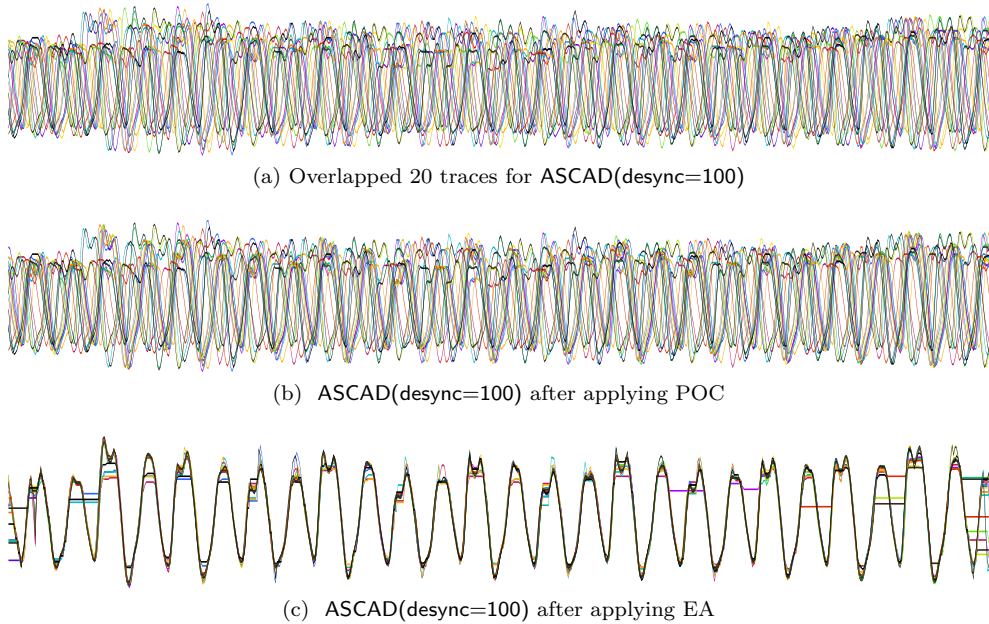 (a) Overlapped 20 traces for ASCAD(desync=100)
(b) ASCAD(desync=100) after applying POC
(c) ASCAD(desync=100) after applying EA